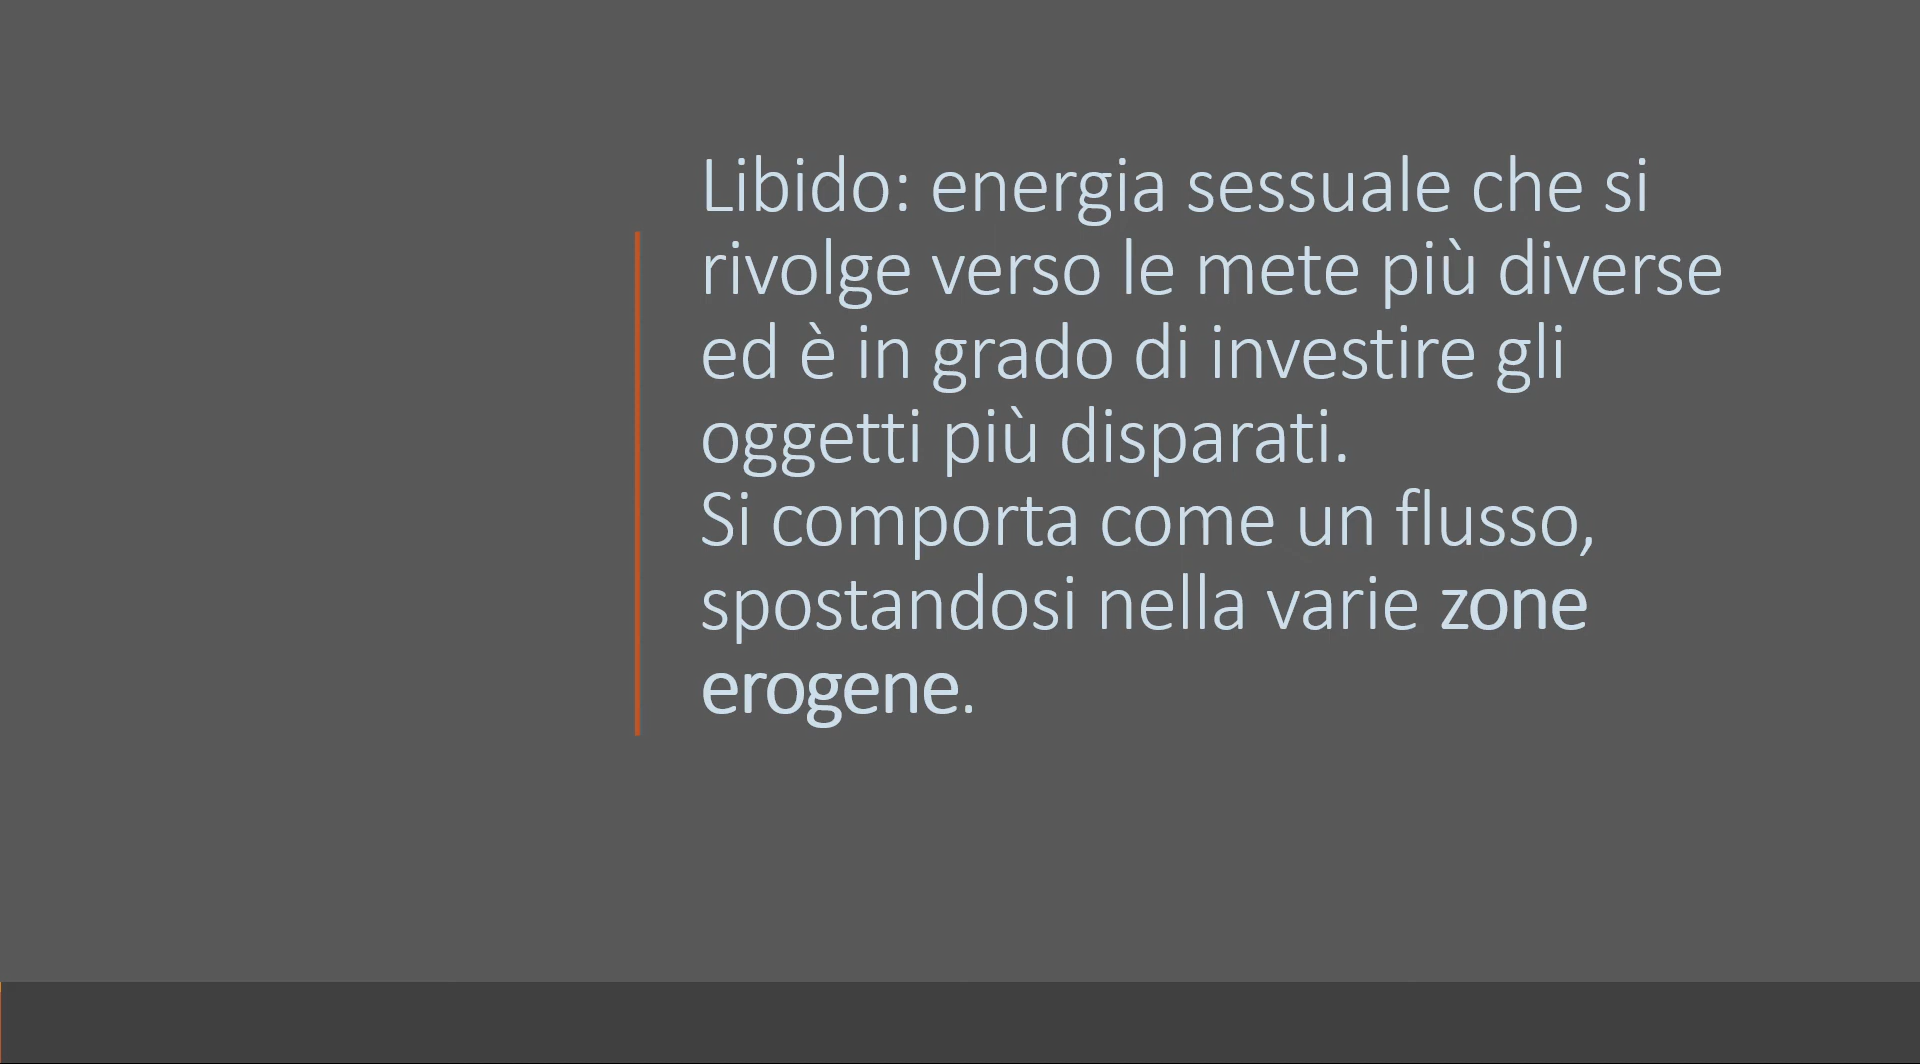 Libido: energia sessuale che si
rivolge verso le mete più diverse
ed è in grado di investire gli
oggetti più disparati.
Si comporta come un flusso,
spostandosi nella varie zone
erogene.